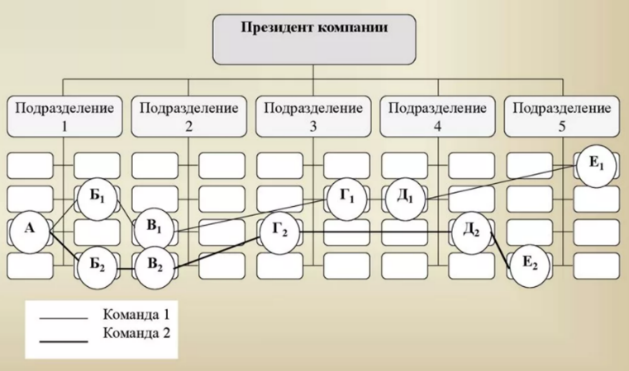 Президент компании
Подразделение
1
Подразделение
2
Подразделение
3
Подразделение
4
Подразделение
5
Е1
Б1
Г1
Д1
А
В1
Г2
Д2
Б2
В2
Е2
Команда 1
Команда 2